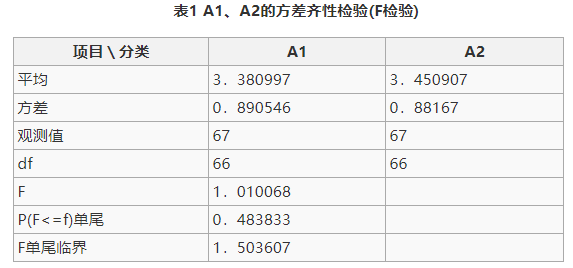 表1 A1、A2的方差齐性检验(F检验)
项目 \ 分类 A1 A2
平均 3．380997 3．450907
方差 0．890546 0．88167
观测值 67 67
df 66 66
F 1．010068
P(F<=f)单尾 0．483833
F单尾临界 1．503607